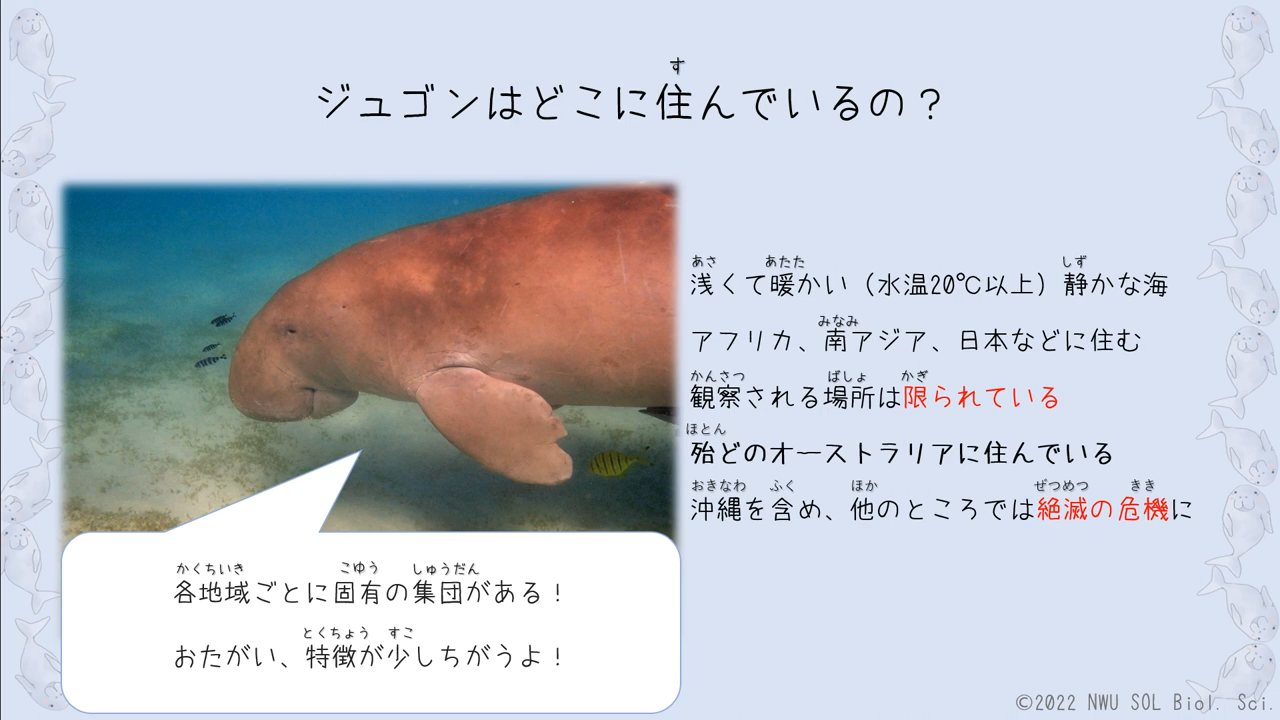 ジュゴンはどこに住んでいるの？
浅くて暖かい（水温20℃以上）静かな海
アフリカ、南アジア、日本などに住む
観察される場所は限られている
殆どのオーストラリアに住んでいる
沖縄を含め、他のところでは絶滅の危機に
各地域ごとに固有の集団がある！
おたがい、特徴が少しちがうよ！
©2022 NWU SOL Biol. Sci.